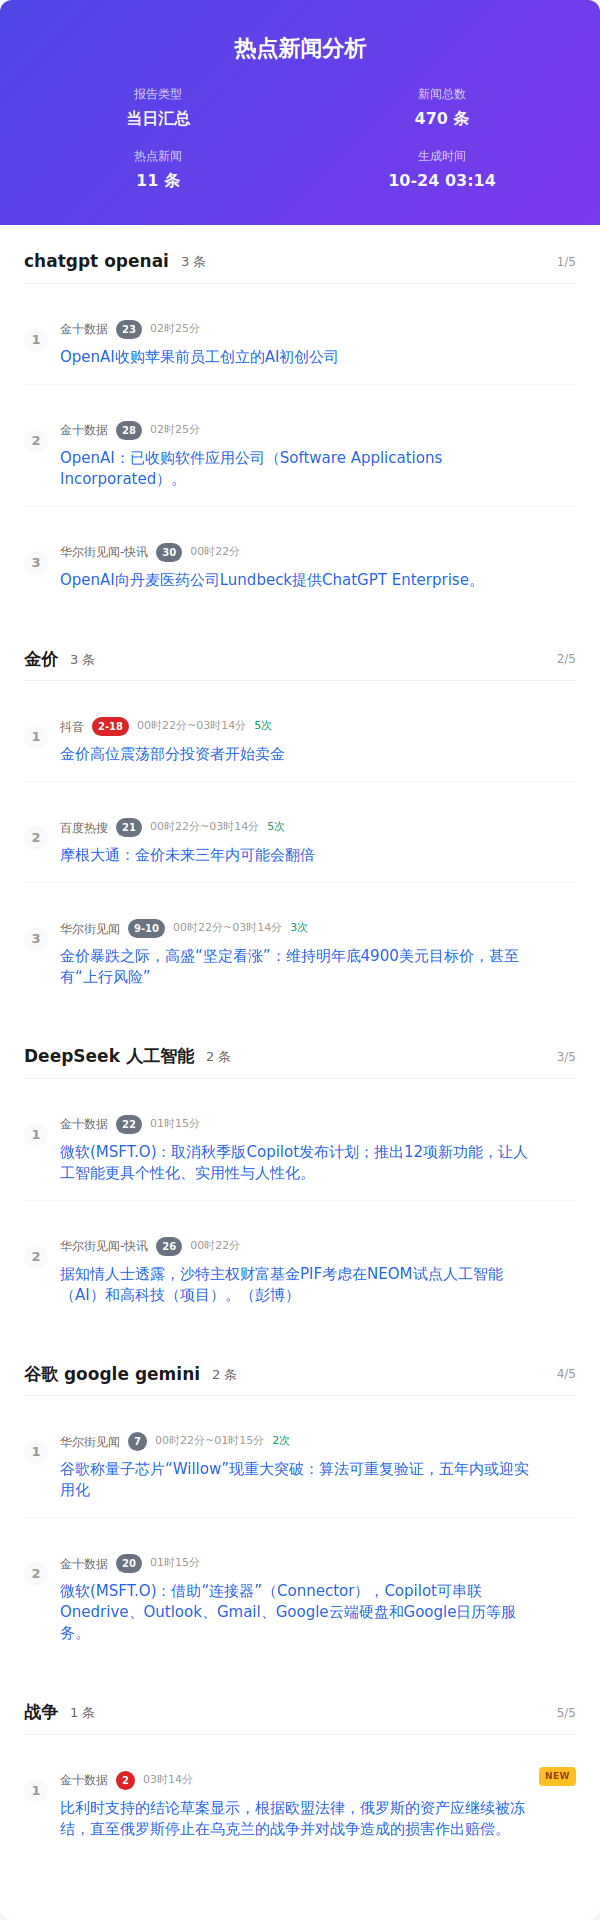 热点新闻分析
报告类型
新闻总数
当日汇总
470 条
热点新闻
生成时间
11 条
10-24 03:14
chatgpt openai 3 条 1/5
1 金十数据 23 02时25分
OpenAI收购苹果前员工创立的AI初创公司
2 金十数据 28 02时25分
OpenAI：已收购软件应用公司（Software Applications
Incorporated）。
3 华尔街见闻-快讯 30 00时22分
OpenAI向丹麦医药公司Lundbeck提供ChatGPT Enterprise。
金价 3 条 2/5
1 抖音 2-18 00时22分~03时14分 5次
金价高位震荡部分投资者开始卖金
2 百度热搜 21 00时22分~03时14分 5次
摩根大通：金价未来三年内可能会翻倍
3 华尔街见闻 9-10 00时22分~03时14分 3次
金价暴跌之际，高盛“坚定看涨”：维持明年底4900美元目标价，甚至
有“上行风险”
DeepSeek 人工智能 2 条 3/5
1 金十数据 22 01时15分
微软(MSFT.O)：取消秋季版Copilot发布计划；推出12项新功能，让人
工智能更具个性化、实用性与人性化。
2 华尔街见闻-快讯 26 00时22分
据知情人士透露，沙特主权财富基金PIF考虑在NEOM试点人工智能
（AI）和高科技（项目）。（彭博）
谷歌 google gemini 2 条 4/5
1 华尔街见闻 7 00时22分~01时15分 2次
谷歌称量子芯片“Willow”现重大突破：算法可重复验证，五年内或迎实
用化
2 金十数据 20 01时15分
微软(MSFT.O)：借助“连接器”（Connector），Copilot可串联
Onedrive、Outlook、Gmail、Google云端硬盘和Google日历等服
务。
战争 1 条 5/5
1 金十数据 2 03时14分 NEW
比利时支持的结论草案显示，根据欧盟法律，俄罗斯的资产应继续被冻
结，直至俄罗斯停止在乌克兰的战争并对战争造成的损害作出赔偿。